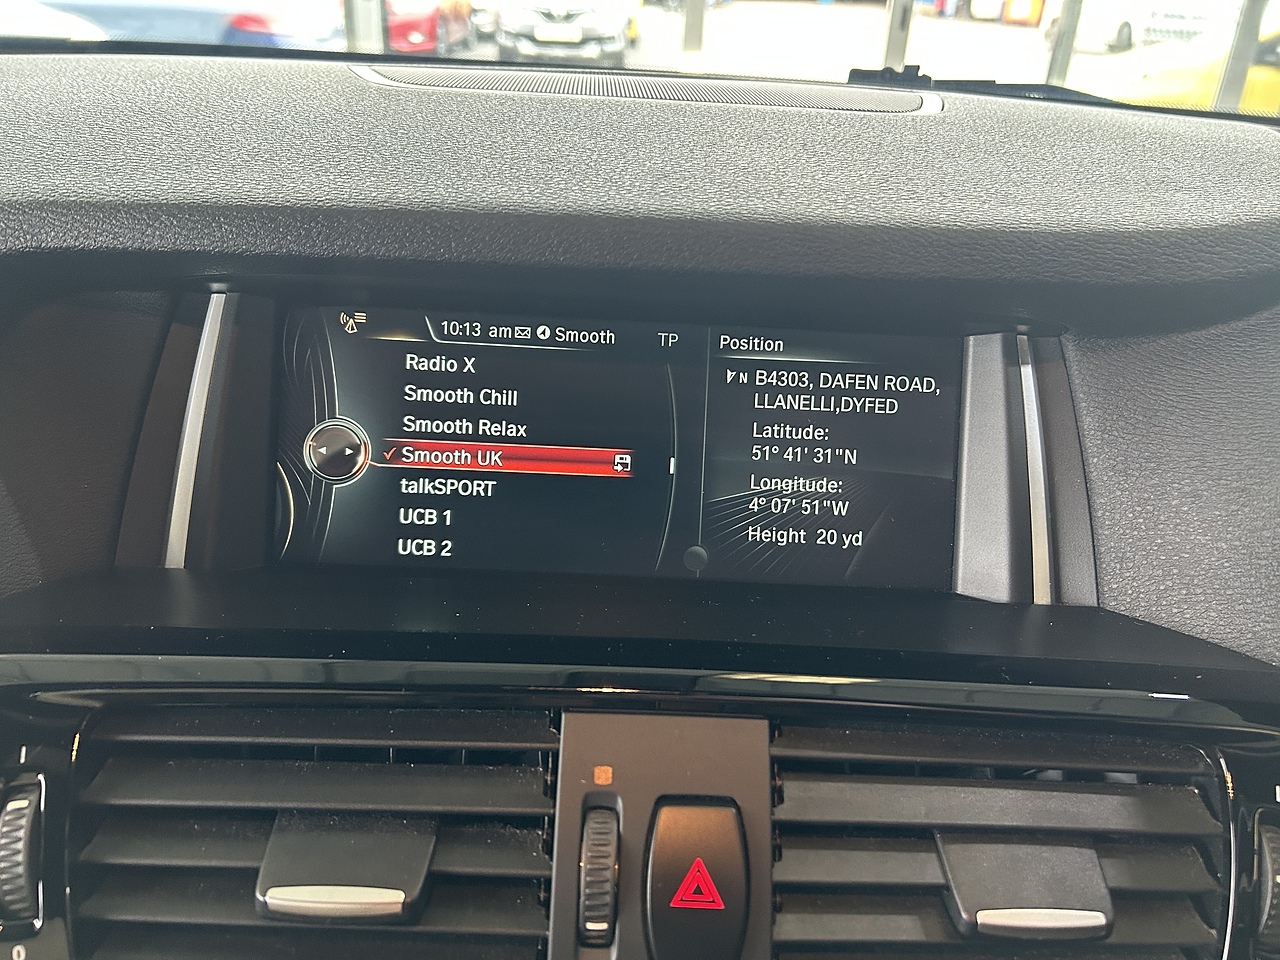 10:13 am Smooth TP
Radio X
Smooth Chill
Smooth Relax
Smooth UK
talkSPORT
UCB 1
UCB 2
Position
N B4303, DAFEN ROAD,
LLANELLI,DYFED
Latitude:
51° 41' 31"N
Longitude:
4° 07' 51"W
Height 20 yd
0